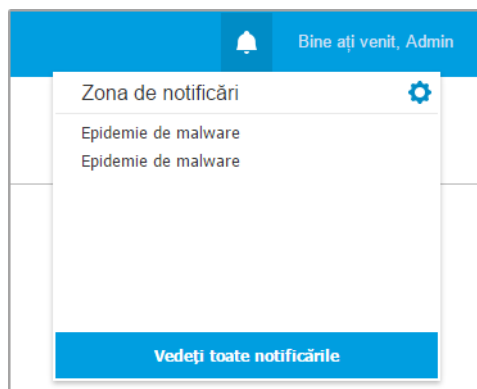 Bine ați venit, Admin
Zona de notificări
Epidemie de malware
Epidemie de malware
Vedeți toate notificările